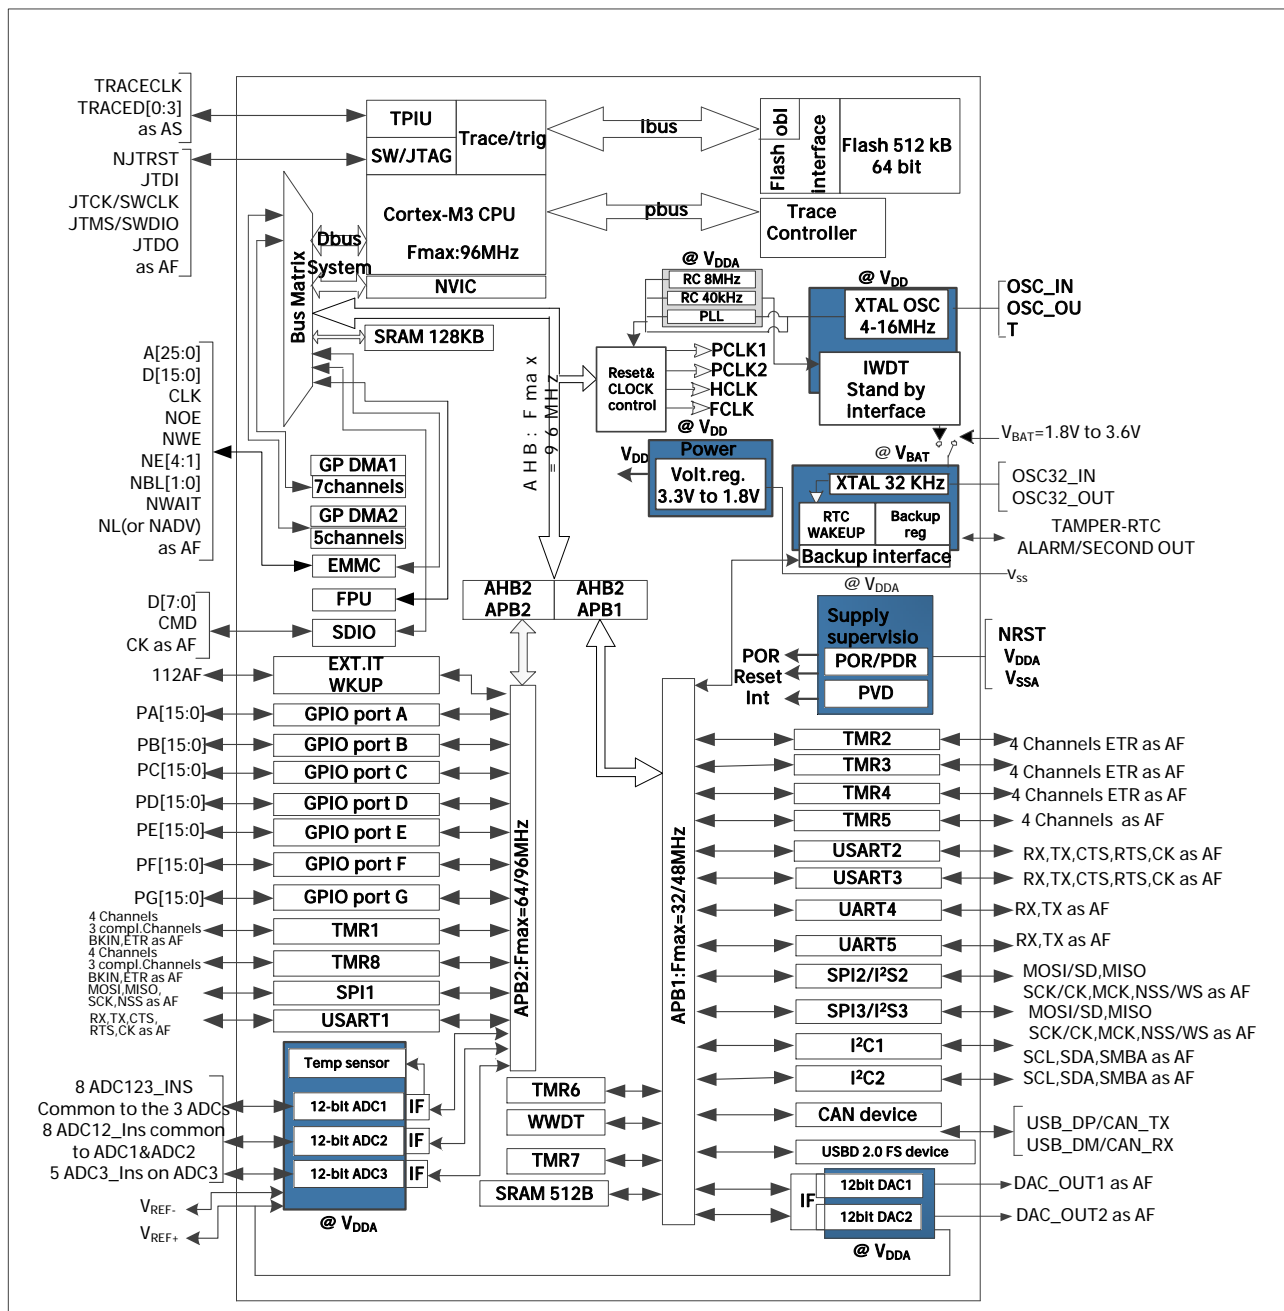 TRACECLK
TRACED[0:3]
as AS
NJTRST
JTDI
JTCK/SWCLK
JTMS/SWDIO
JTDO
as AF
TPIU
SW/JTAG
Trace/trig
Cortex-M3 CPU
Fmax:96MHz
NVIC
Ibus
pbus
Dbus
System
Bus Matrix
Flash obl
interface
Flash 512 kB
64 bit
Trace
Controller
SRAM 128KB
@ VDDA
RC 8MHz
RC 40kHz
PLL
@ VDD
XTAL OSC
4-16MHz
IWDT
Stand by
Interface
OSC_IN
OSC_OU
T
Reset&
CLOCK
control
PCLK1
PCLK2
HCLK
FCLK
AHB: Fmax
=96MHz
@ VDD
Power
VDD
Volt.reg.
3.3V to 1.8V
VBAT=1.8V to 3.6V
@ VBAT
XTAL 32 KHz
RTC
WAKEUP
Backup
reg
Backup interface
OSC32_IN
OSC32_OUT
TAMPER-RTC
ALARM/SECOND OUT
VSS
A[25:0]
D[15:0]
CLK
NOE
NWE
NE[4:1]
NBL[1:0]
NWAIT
NL(or NADV)
as AF
GP DMA1
7channels
GP DMA2
5channels
EMMC
FPU
SDIO
D[7:0]
CMD
CK as AF
AHB2
APB2
AHB2
APB1
@ VDDA
Supply
supervisio
POR/PDR
PVD
POR
Reset
Int
NRST
VDDA
VSSA
112AF
EXT.IT
WKUP
PA[15:0]
GPIO port A
PB[15:0]
GPIO port B
PC[15:0]
GPIO port C
PD[15:0]
GPIO port D
PE[15:0]
GPIO port E
PF[15:0]
GPIO port F
PG[15:0]
GPIO port G
4 Channels
3 compl.Channels
BKIN,ETR as AF
TMR1
4 Channels
3 compl.Channels
BKIN,ETR as AF
TMR8
MOSI,MISO,
SCK,NSS as AF
SPI1
RX,TX,CTS,
RTS,CK as AF
USART1
APB2:Fmax=64/96MHz
APB1:Fmax=32/48MHz
TMR2
4 Channels ETR as AF
TMR3
4 Channels ETR as AF
TMR4
4 Channels ETR as AF
TMR5
4 Channels as AF
USART2
RX,TX,CTS,RTS,CK as AF
USART3
RX,TX,CTS,RTS,CK as AF
UART4
RX,TX as AF
UART5
RX,TX as AF
SPI2/I²S2
MOSI/SD,MISO
SCK/CK,MCK,NSS/WS as AF
SPI3/I²S3
MOSI/SD,MISO
SCK/CK,MCK,NSS/WS as AF
I²C1
SCL,SDA,SMBA as AF
I²C2
SCL,SDA,SMBA as AF
CAN device
USB_DP/CAN_TX
USB_DM/CAN_RX
USBD 2.0 FS device
IF
12bit DAC1
DAC_OUT1 as AF
12bit DAC2
DAC_OUT2 as AF
@ VDDA
Temp sensor
8 ADC123_INS
Common to the 3 ADCs
8 ADC12_Ins common
to ADC1&ADC2
5 ADC3_Ins on ADC3
12-bit ADC1
IF
12-bit ADC2
IF
12-bit ADC3
IF
VREF-
VREF+
@ VDDA
TMR6
WWDT
TMR7
SRAM 512B